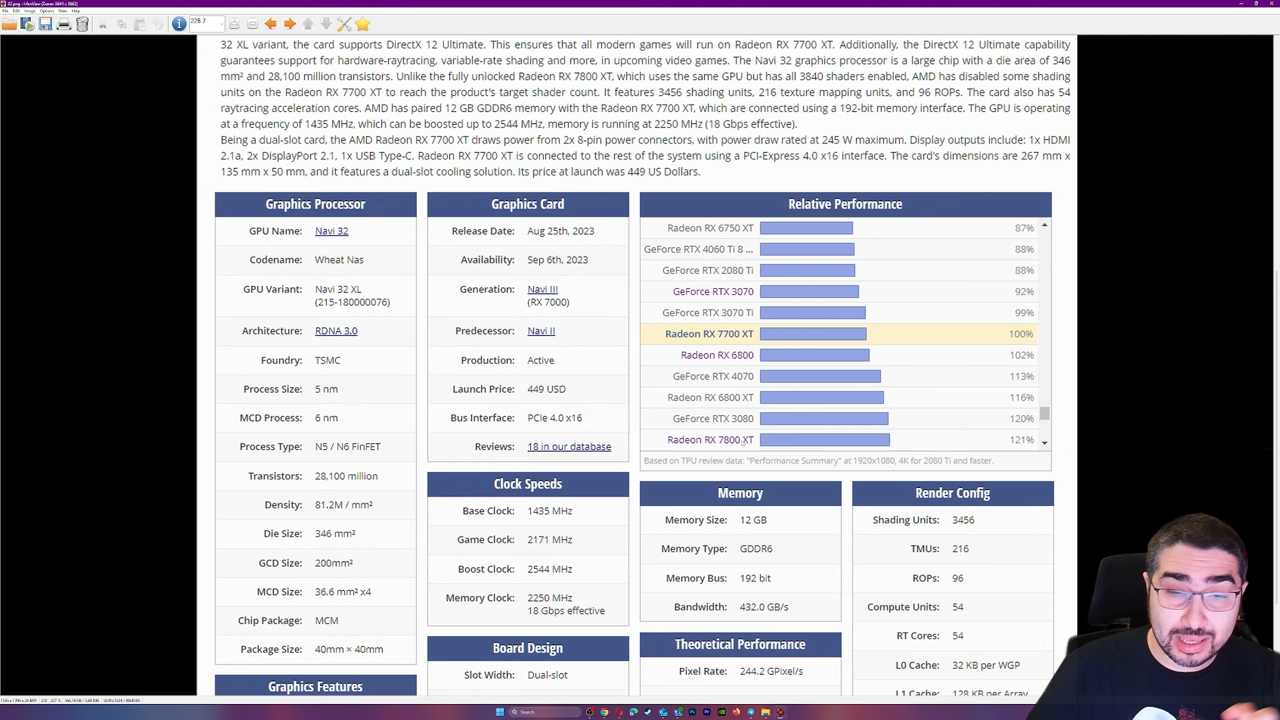 File Edit Image Options View Help
226.7
32 XL variant, the card supports DirectX 12 Ultimate. This ensures that all modern games will run on Radeon RX 7700 XT. Additionally, the DirectX 12 Ultimate capability
guarantees support for hardware-raytracing, variable-rate shading and more, in upcoming video games. The Navi 32 graphics processor is a large chip with a die area of 346
mm² and 28,100 million transistors. Unlike the fully unlocked Radeon RX 7800 XT, which uses the same GPU but has all 3840 shaders enabled, AMD has disabled some shading
units on the Radeon RX 7700 XT to reach the product's target shader count. It features 3456 shading units, 216 texture mapping units, and 96 ROPs. The card also has 54
raytracing acceleration cores. AMD has paired 12 GB GDDR6 memory with the Radeon RX 7700 XT, which are connected using a 192-bit memory interface. The GPU is operating
at a frequency of 1435 MHz, which can be boosted up to 2544 MHz, memory is running at 2250 MHz (18 Gbps effective).
Being a dual-slot card, the AMD Radeon RX 7700 XT draws power from 2x 8-pin power connectors, with power draw rated at 245 W maximum. Display outputs include: 1x HDMI
2.1a, 2x DisplayPort 2.1, 1x USB Type-C. Radeon RX 7700 XT is connected to the rest of the system using a PCI-Express 4.0 x16 interface. The card's dimensions are 267 mm x
135 mm x 50 mm, and it features a dual-slot cooling solution. Its price at launch was 449 US Dollars.
Graphics Processor
GPU Name: Navi 32
Codename: Wheat Nas
GPU Variant: Navi 32 XL
(215-180000076)
Architecture: RDNA 3.0
Foundry: TSMC
Process Size: 5 nm
MCD Process: 6 nm
Process Type: N5 / N6 FinFET
Transistors: 28,100 million
Density: 81.2M / mm²
Die Size: 346 mm²
GCD Size: 200mm²
MCD Size: 36.6 mm² x4
Chip Package: MCM
Package Size: 40mm × 40mm
Graphics Features
Graphics Card
Release Date: Aug 25th, 2023
Availability: Sep 6th, 2023
Generation: Navi III
(RX 7000)
Predecessor: Navi II
Production: Active
Launch Price: 449 USD
Bus Interface: PCIe 4.0 x16
Reviews: 18 in our database
Clock Speeds
Base Clock: 1435 MHz
Game Clock: 2171 MHz
Boost Clock: 2544 MHz
Memory Clock: 2250 MHz
18 Gbps effective
Board Design
Slot Width: Dual-slot
Relative Performance
Radeon RX 6750 XT 87%
GeForce RTX 4060 Ti 8 ... 88%
GeForce RTX 2080 Ti 88%
GeForce RTX 3070 92%
GeForce RTX 3070 Ti 99%
Radeon RX 7700 XT 100%
Radeon RX 6800 102%
GeForce RTX 4070 113%
Radeon RX 6800 XT 116%
GeForce RTX 3080 120%
Radeon RX 7800 XT 121%
Based on TPU review data: "Performance Summary" at 1920x1080, 4K for 2080 Ti and faster.
Memory
Memory Size: 12 GB
Memory Type: GDDR6
Memory Bus: 192 bit
Bandwidth: 432.0 GB/s
Theoretical Performance
Pixel Rate: 244.2 GPixel/s
Render Config
Shading Units: 3456
TMUs: 216
ROPs: 96
Compute Units: 54
RT Cores: 54
L0 Cache: 32 KB per WGP
L1 Cache: 128 KB per Array
Search